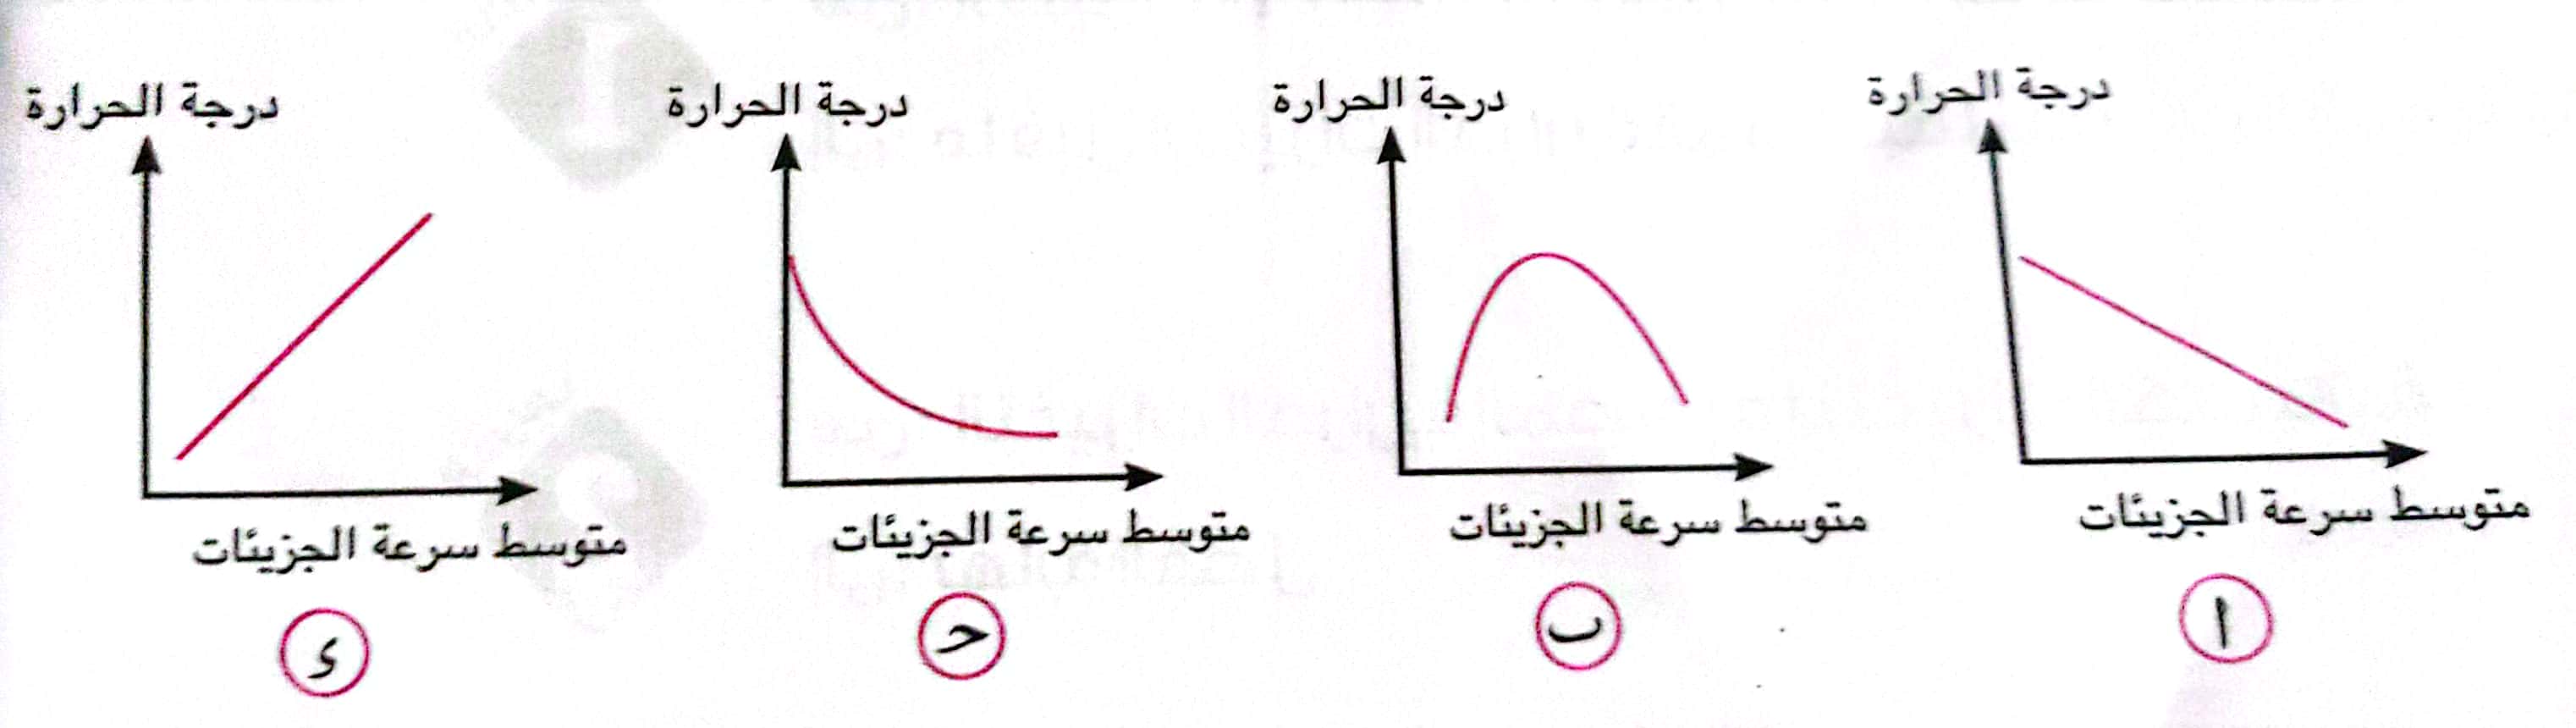 درجة الحرارة
متوسط سرعة الجزيئات
ا
درجة الحرارة
متوسط سرعة الجزيئات
ب
درجة الحرارة
متوسط سرعة الجزيئات
حـ
درجة الحرارة
متوسط سرعة الجزيئات
ء